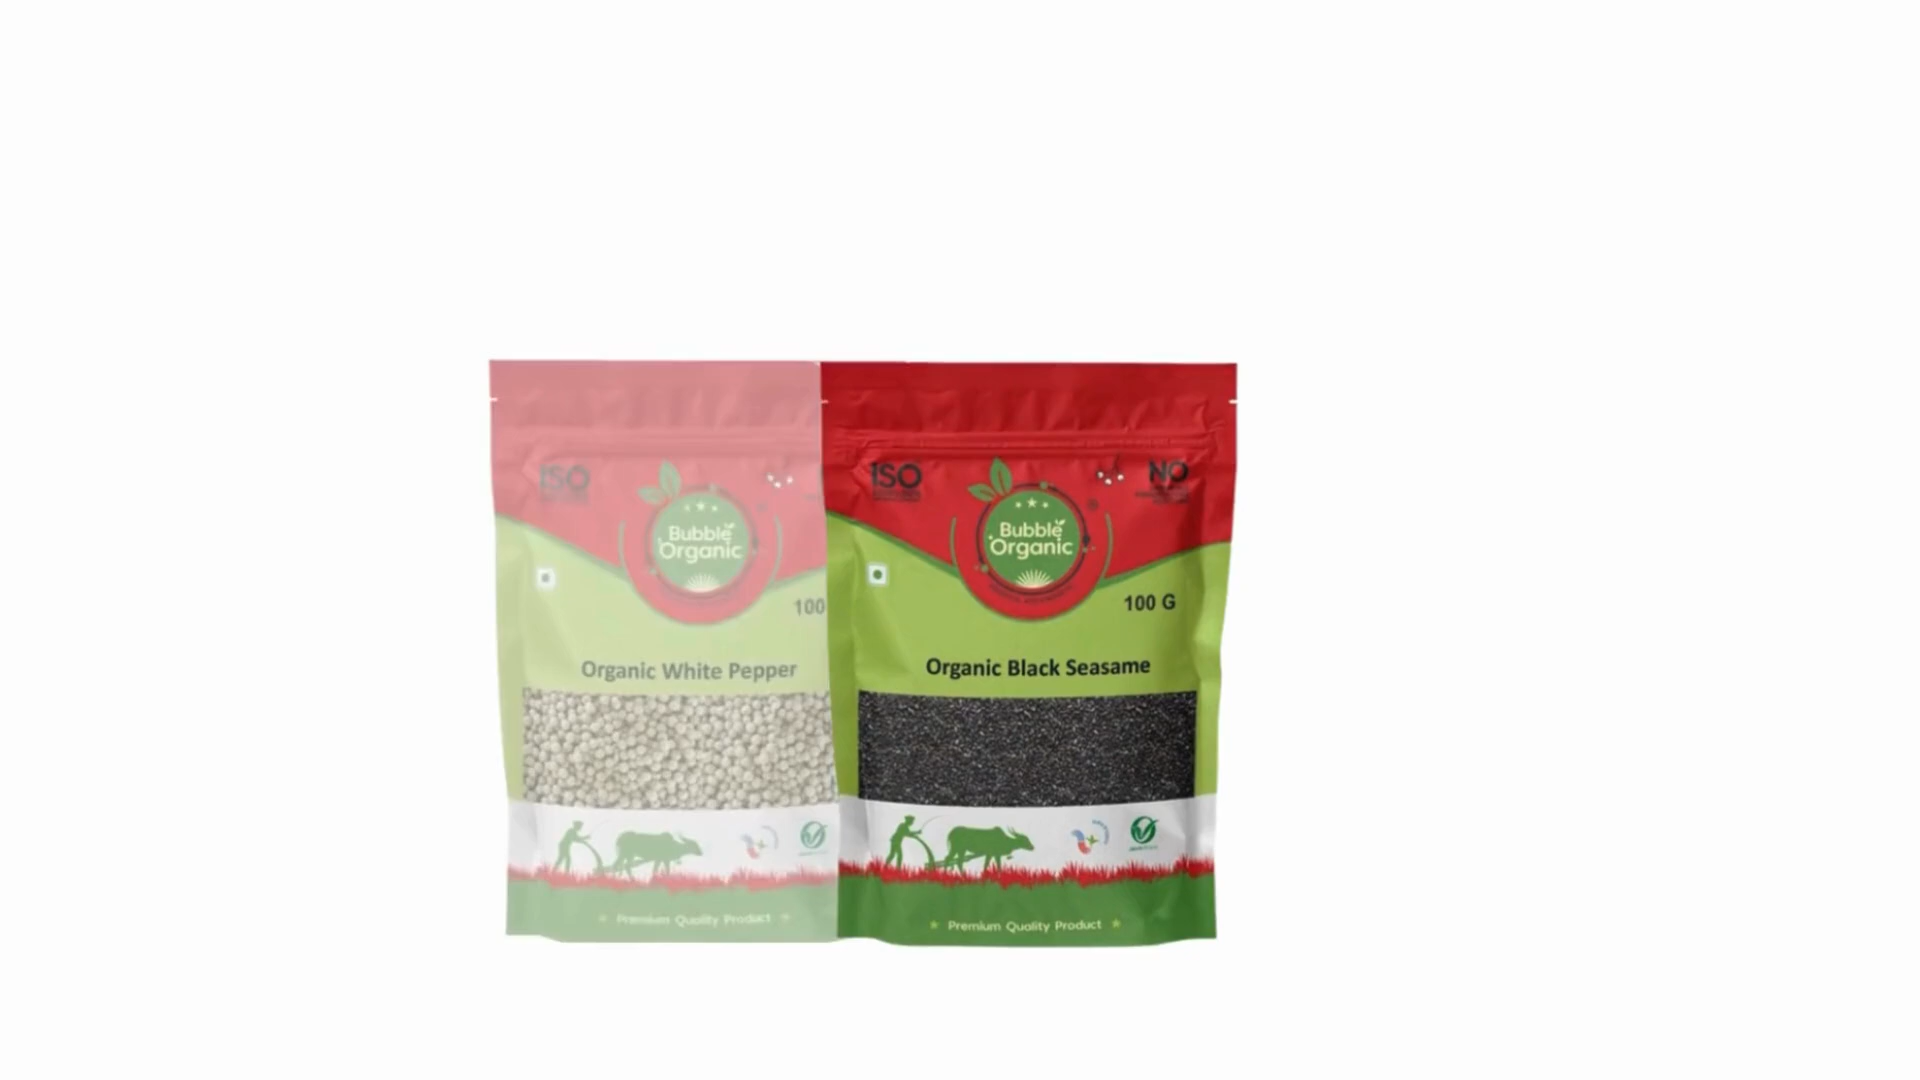 ISO
Bubble
Organic
100
Organic White Pepper
Premium Quality Product
ISO
NO
Bubble
Organic
100 G
Organic Black Seasame
Premium Quality Product